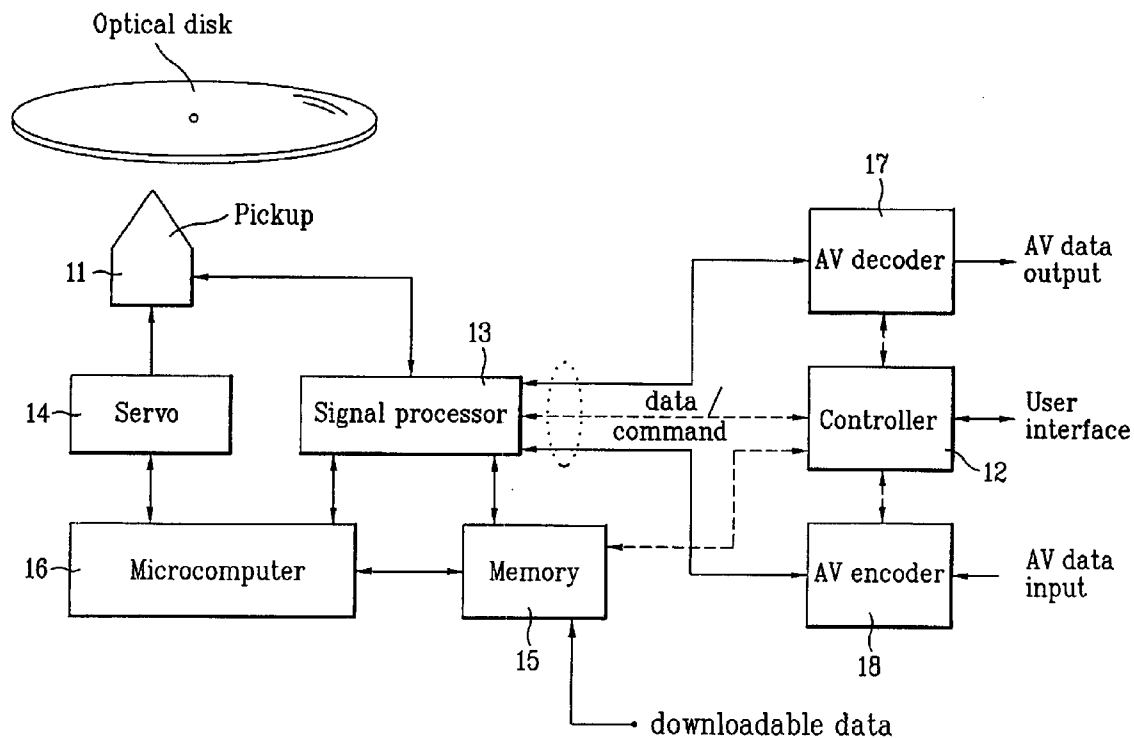 Optical disk
Pickup
11
17
AV decoder
AV data
output
13
14
Servo
Signal processor
data
command
Controller
User
interface
12
16
Microcomputer
Memory
AV encoder
AV data
input
15
18
downloadable data